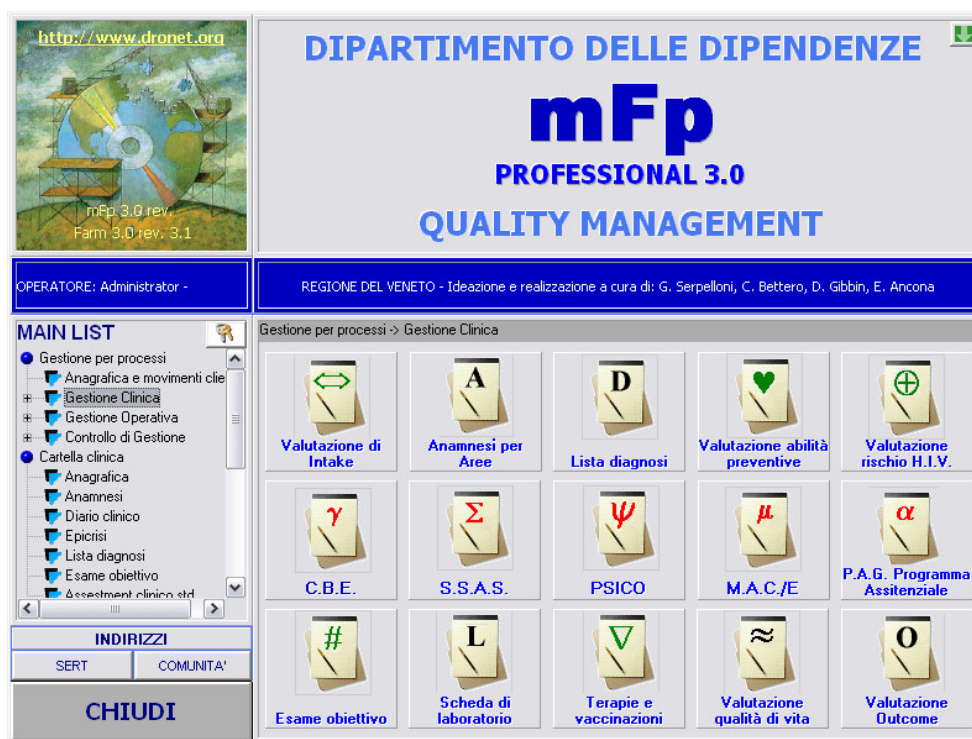 http://www.dronet.org
mFp 3.0 rev.
Farm 3.0 rev. 3.1
DIPARTIMENTO DELLE DIPENDENZE
mFp
PROFESSIONAL 3.0
QUALITY MANAGEMENT
OPERATORE: Administrator -
REGIONE DEL VENETO - Ideazione e realizzazione a cura di: G. Serpelloni, C. Bettero, D. Gibbin, E. Ancona
MAIN LIST
Gestione per processi
Anagrafica e movimenti clie
Gestione Clinica
Gestione Operativa
Controllo di Gestione
Cartella clinica
Anagrafica
Anamnesi
Diario clinico
Epicrisi
Lista diagnosi
Esame obiettivo
Assestment clinico std
INDIRIZZI
SERT
COMUNITA'
CHIUDI
Gestione per processi -> Gestione Clinica
⇔
Valutazione di
Intake
A
Anamnesi per
Aree
D
Lista diagnosi
♥
Valutazione abilità
preventive
⊕
Valutazione
rischio H.I.V.
γ
C.B.E.
Σ
S.S.A.S.
Ψ
PSICO
μ
M.A.C./E
α
P.A.G. Programma
Assitenziale
#
Esame obiettivo
L
Scheda di
laboratorio
∇
Terapie e
vaccinazioni
≈
Valutazione
qualità di vita
O
Valutazione
Outcome